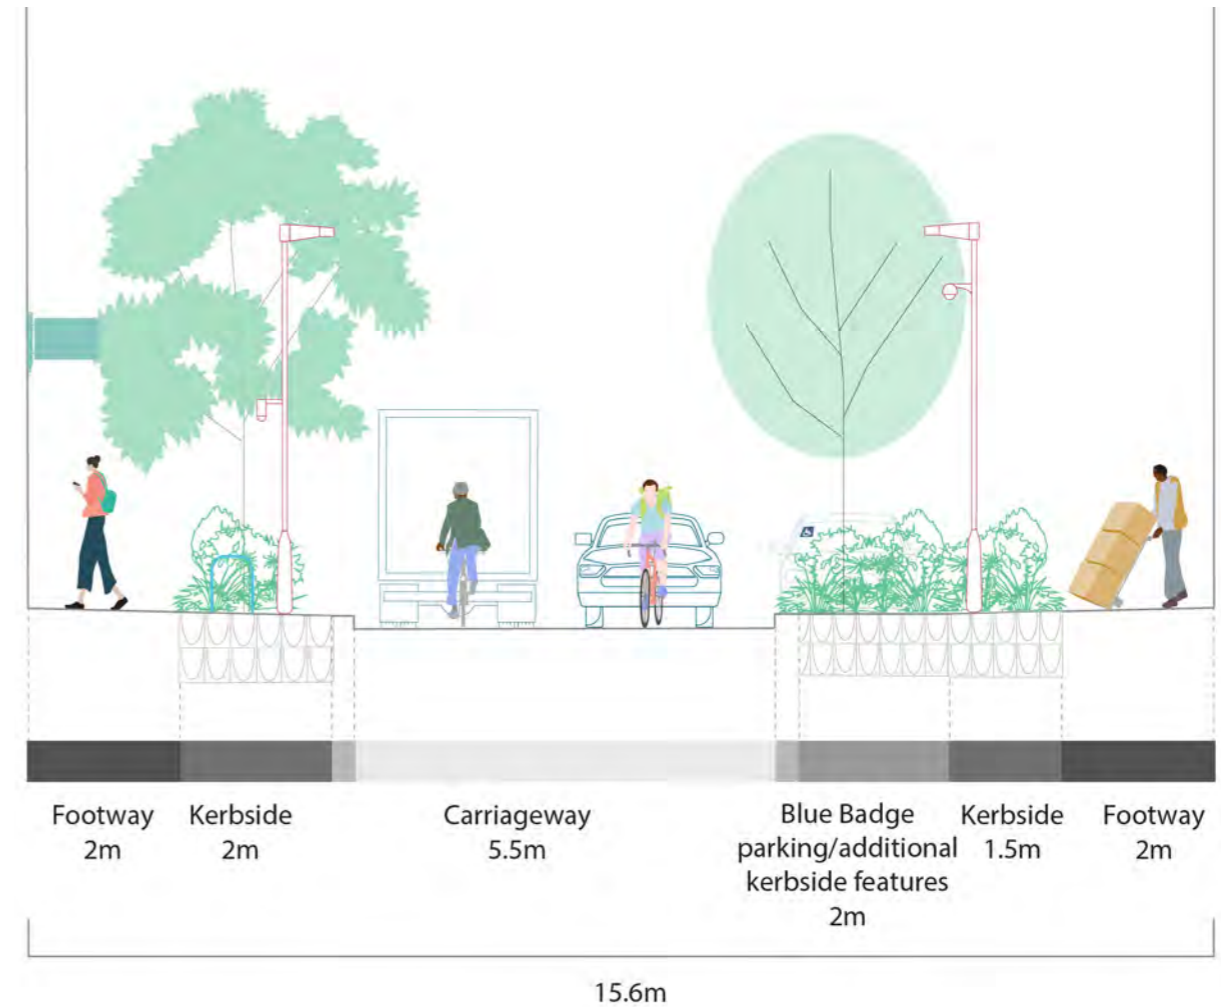 Footway
2m
Kerbside
2m
Carriageway
5.5m
Blue Badge
parking/additional
kerbside features
2m
Kerbside
1.5m
Footway
2m
15.6m